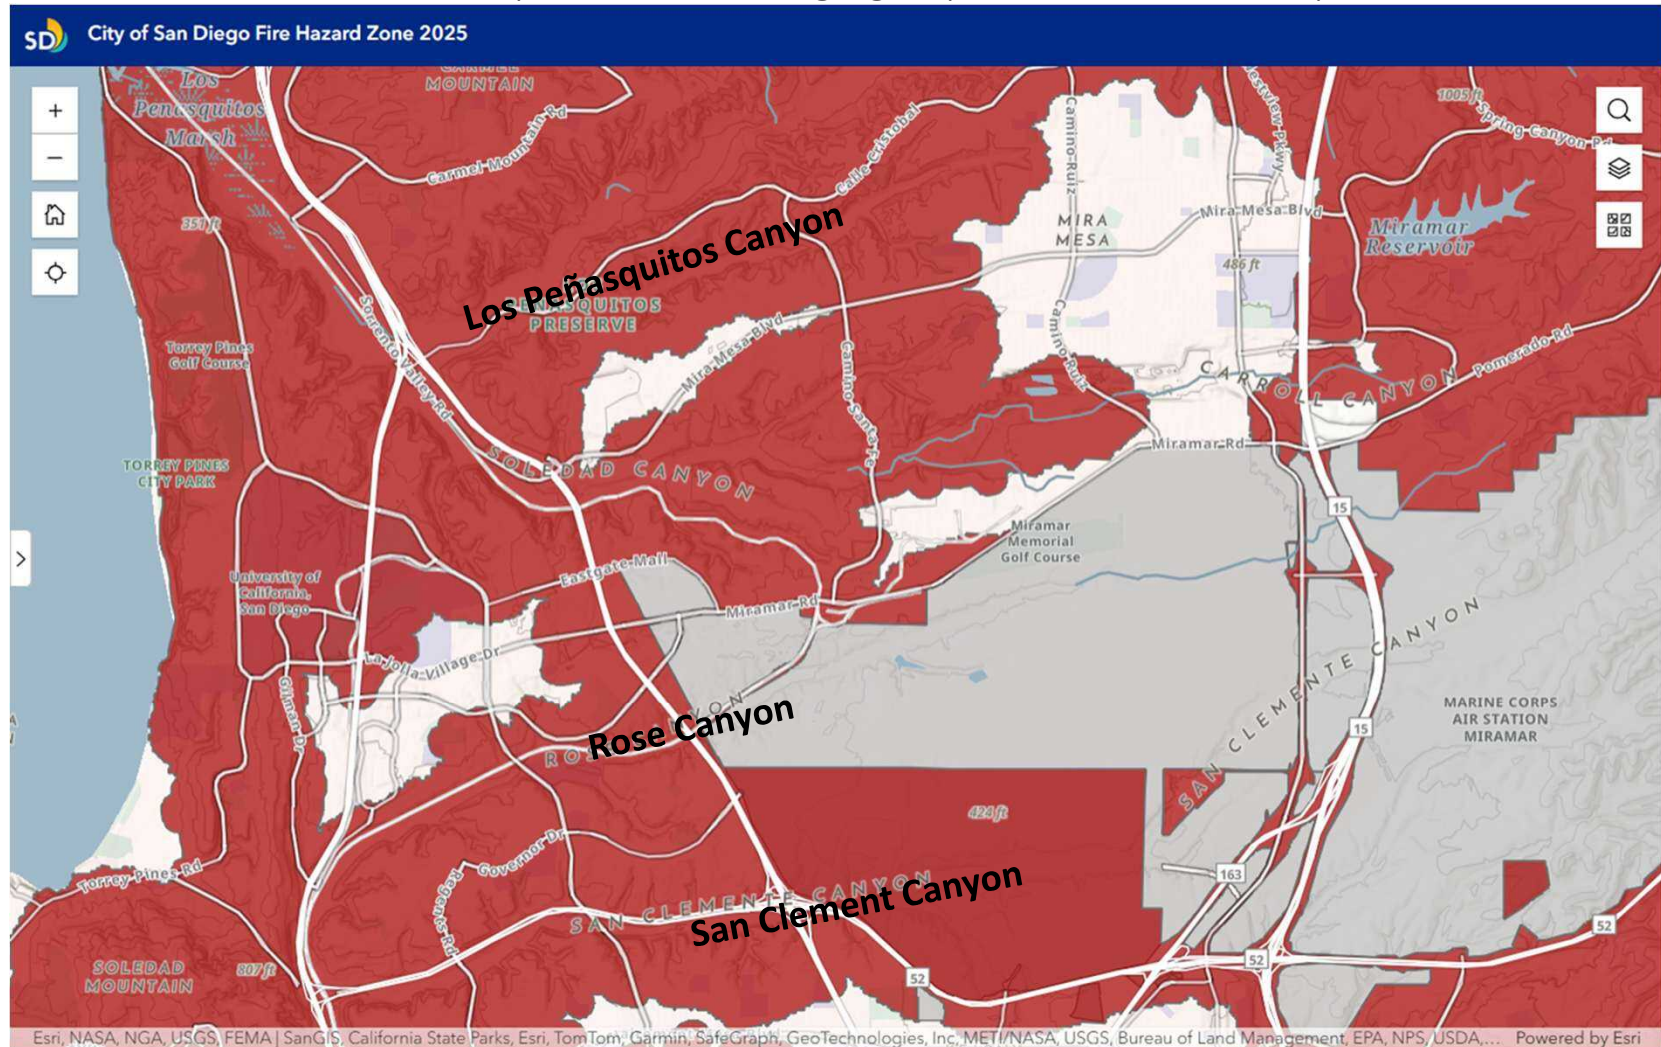 City of San Diego Fire Hazard Zone 2025
SD
CARMEL
MOUNTAIN
Los
Penasquitos
Marsh
Carmel Mountain Rd
Calle Cristobal
Camino Ruiz
Westview Pkwy
1005 ft
Spring Canyon Rd
351 ft
MIRA
MESA
Mira Mesa Blvd
Miramar
Reservoir
486 ft
Los Peñasquitos Canyon
PENASQUITOS
PRESERVE
Mira Mesa Blvd
Sorrento Valley Rd
Torrey Pines
Golf Course
Camino Santa Fe
Camino Ruiz
CARROLL CANYON
Pomerado Rd
Miramar Rd
SOLEDAD CANYON
TORREY PINES
CITY PARK
15
Miramar
Memorial
Golf Course
Eastgate Mall
University of
California,
San Diego
Miramar Rd
La Jolla Village Dr
Gilman Dr
Rose Canyon
SAN CLEMENTE CANYON
MARINE CORPS
AIR STATION
MIRAMAR
15
424 ft
Governor Dr
Regents Rd
Torrey Pines Rd
163
SAN CLEMENTE CANYON
San Clement Canyon
52
52
52
SOLEDAD
MOUNTAIN
807 ft
Esri, NASA, NGA, USGS, FEMA | SanGIS, California State Parks, Esri, TomTom, Garmin, SafeGraph, GeoTechnologies, Inc, METI/NASA, USGS, Bureau of Land Management, EPA, NPS, USDA,... Powered by Esri